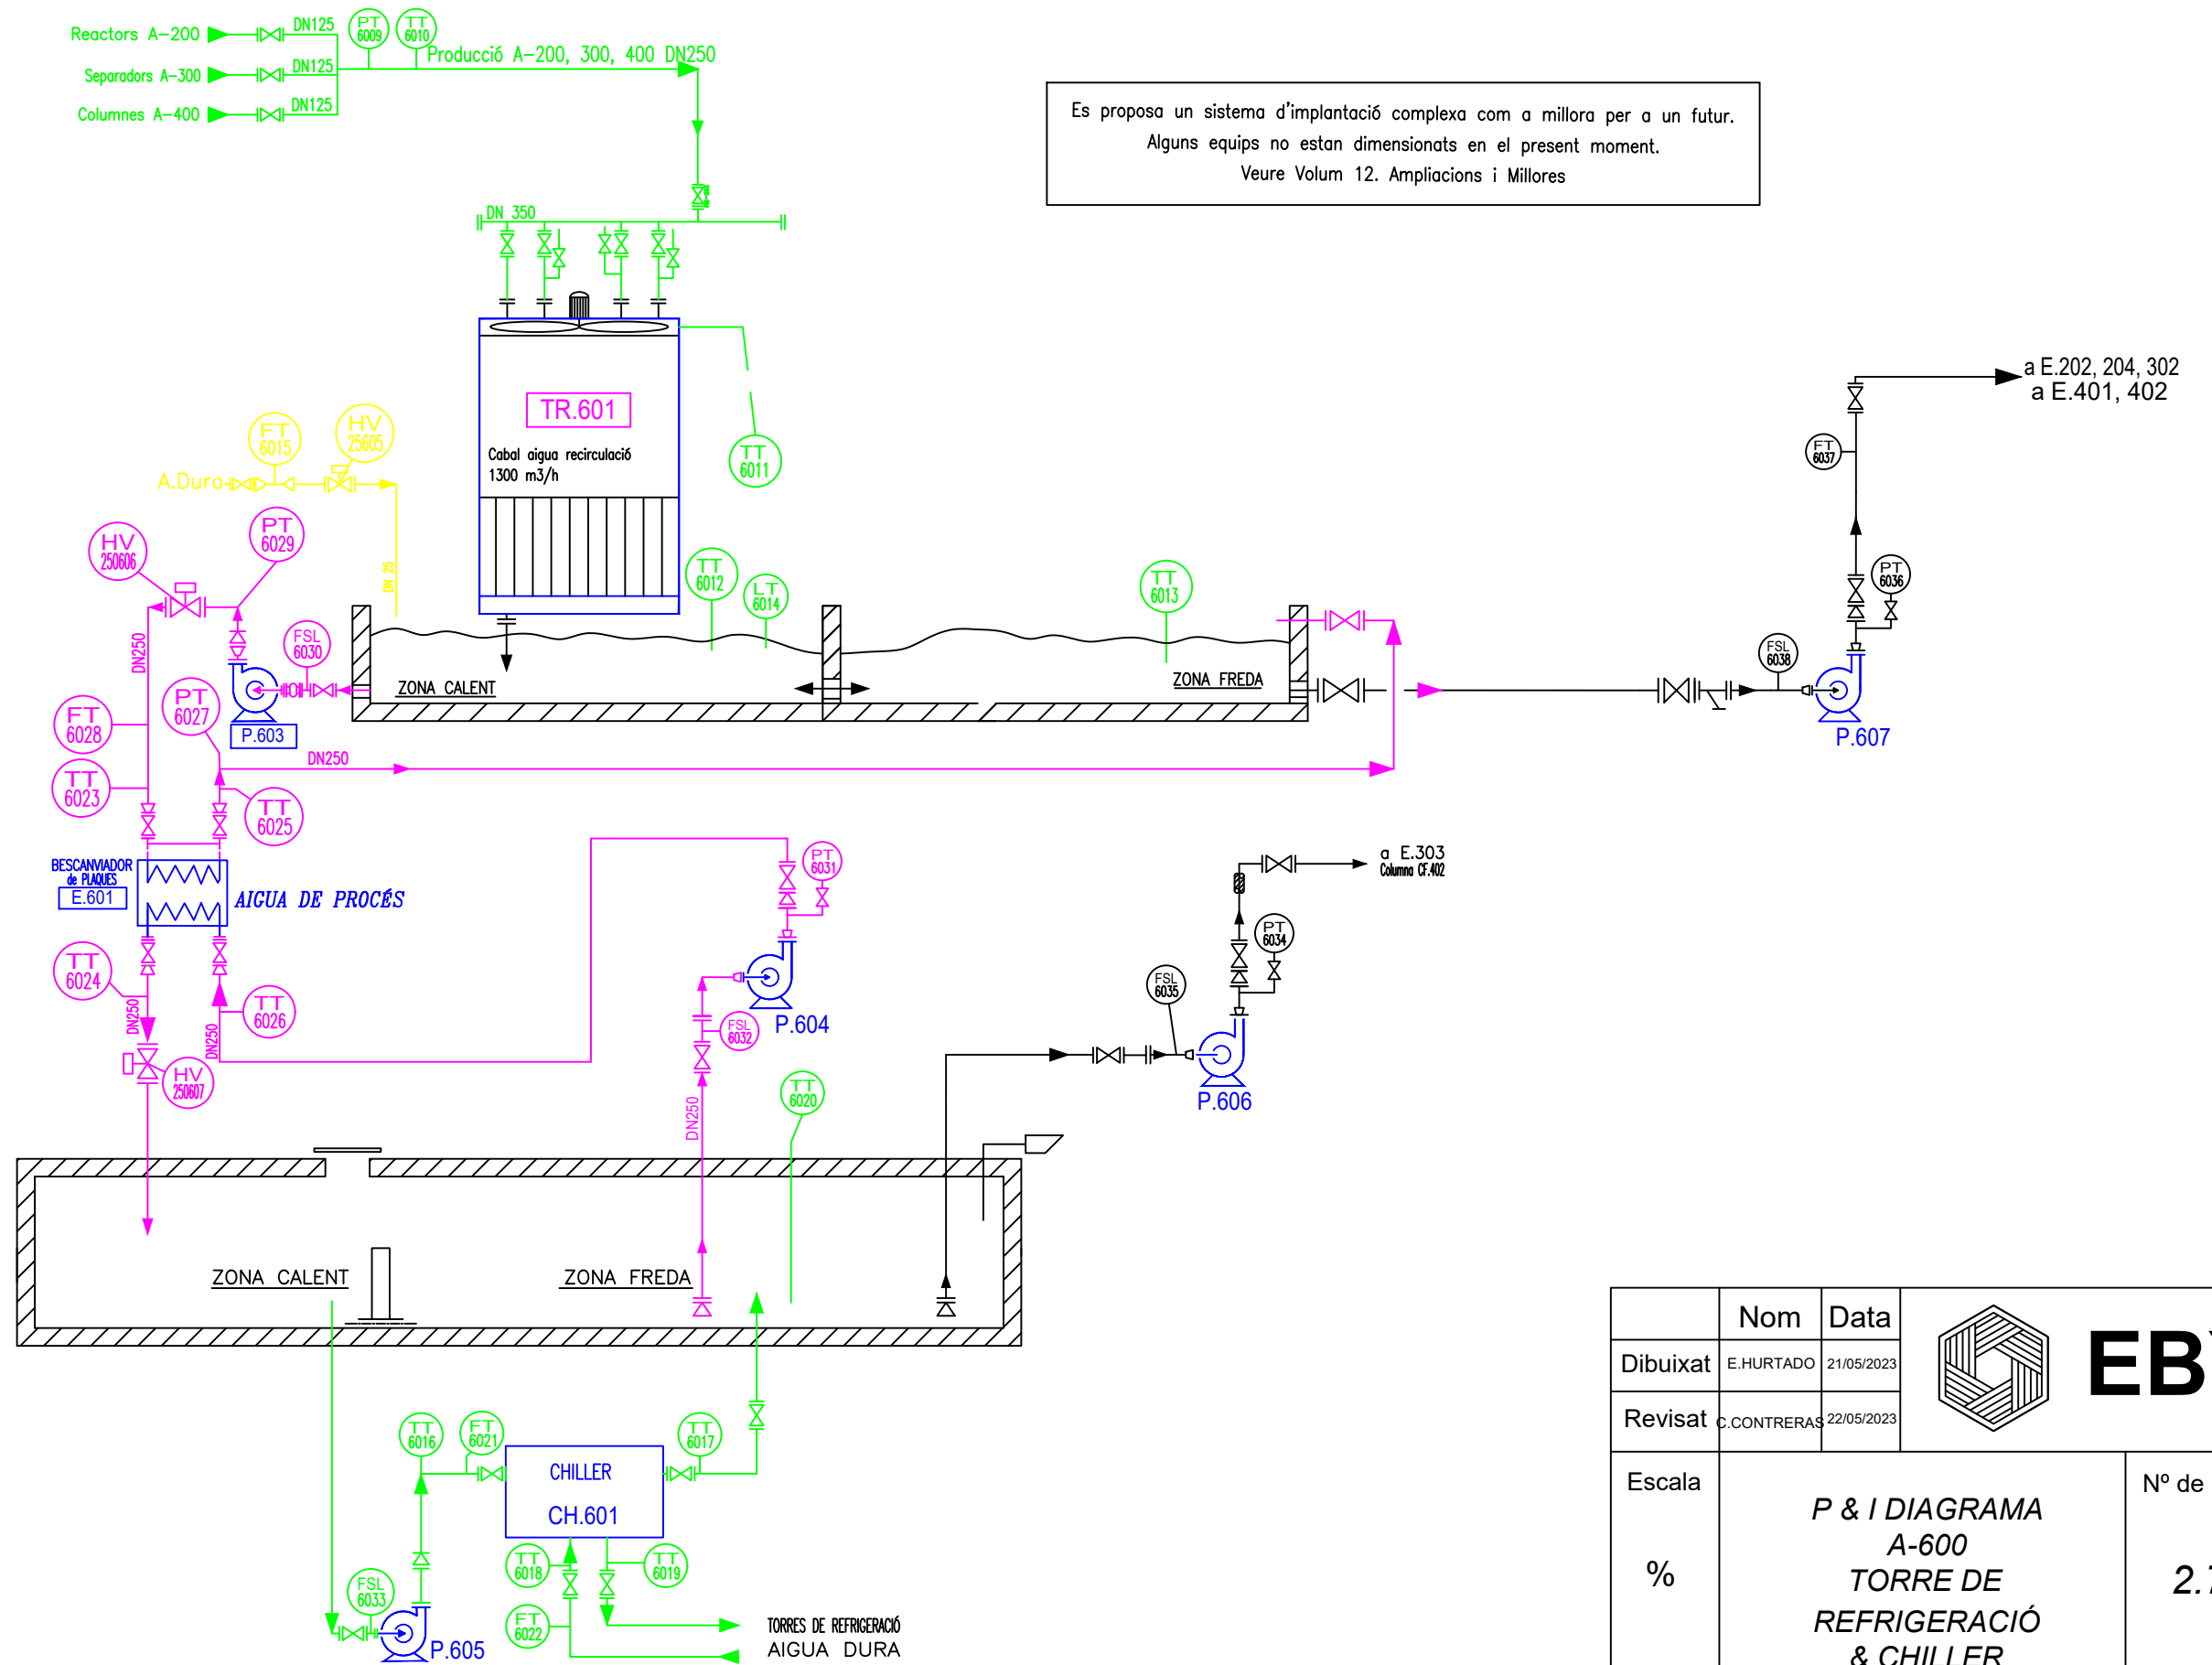 Reactors A-200
DN125
PT
6009
TT
6010
Producció A-200, 300, 400 DN250
Separadors A-300
DN125
Columnes A-400
DN125
Es proposa un sistema d'implantació complexa com a millora per a un futur.
Alguns equips no estan dimensionats en el present moment.
Veure Volum 12. Ampliacions i Millores
DN 350
TR.601
Cabal aigua recirculació
1300 m3/h
TT
6011
a E.202, 204, 302
a E.401, 402
FT
6037
PT
6036
FSL
6038
P.607
FT
6015
HV
25605
A.Dura
DN 25
HV
250606
PT
6029
DN250
FSL
6030
TT
6012
LT
6014
TT
6013
ZONA CALENT
ZONA FREDA
P.603
FT
6028
PT
6027
DN250
TT
6023
TT
6025
BESCANVIADOR
de PLAQUES
E.601
AIGUA DE PROCÉS
PT
6031
a E.303
Columna CF.402
PT
6034
FSL
6035
P.606
TT
6024
DN250
TT
6026
DN250
HV
250607
P.604
FSL
6032
DN250
TT
6020
ZONA CALENT
ZONA FREDA
TT
6016
FT
6021
TT
6017
CHILLER
CH.601
TT
6018
TT
6019
FSL
6033
FT
6022
P.605
TORRES DE REFRIGERACIÓ
AIGUA DURA
Nom
Data
Dibuixat
E.HURTADO
21/05/2023
Revisat
C.CONTRERAS
22/05/2023
EB
Escala
%
P & I DIAGRAMA
A-600
TORRE DE
REFRIGERACIÓ
& CHILLER
Nº de
2.